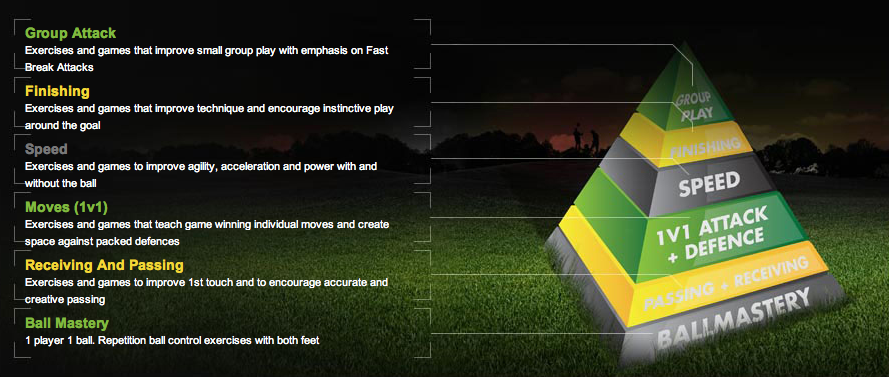 Group Attack
Exercises and games that improve small group play with emphasis on Fast
Break Attacks
Finishing
Exercises and games that improve technique and encourage instinctive play
around the goal
Speed
Exercises and games to improve agility, acceleration and power with and
without the ball
Moves (1v1)
Exercises and games that teach game winning individual moves and create
space against packed defences
Receiving And Passing
Exercises and games to improve 1st touch and to encourage accurate and
creative passing
Ball Mastery
1 player 1 ball. Repetition ball control exercises with both feet
GROUP
PLAY
FINISHING
SPEED
1V1 ATTACK
+ DEFENCE
PASSING + RECEIVING
BALLMASTERY